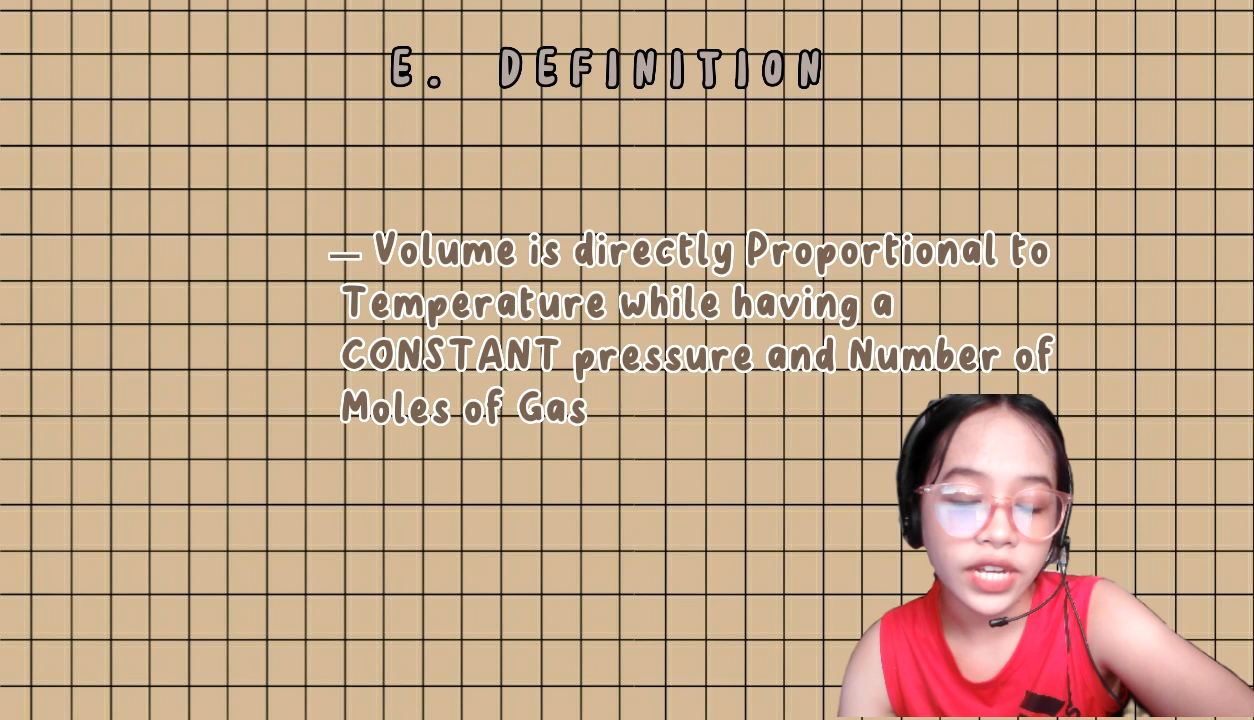 E. DEFINITION
— Volume is directly Proportional to
Temperature while having a
CONSTANT pressure and Number of
Moles of Gas